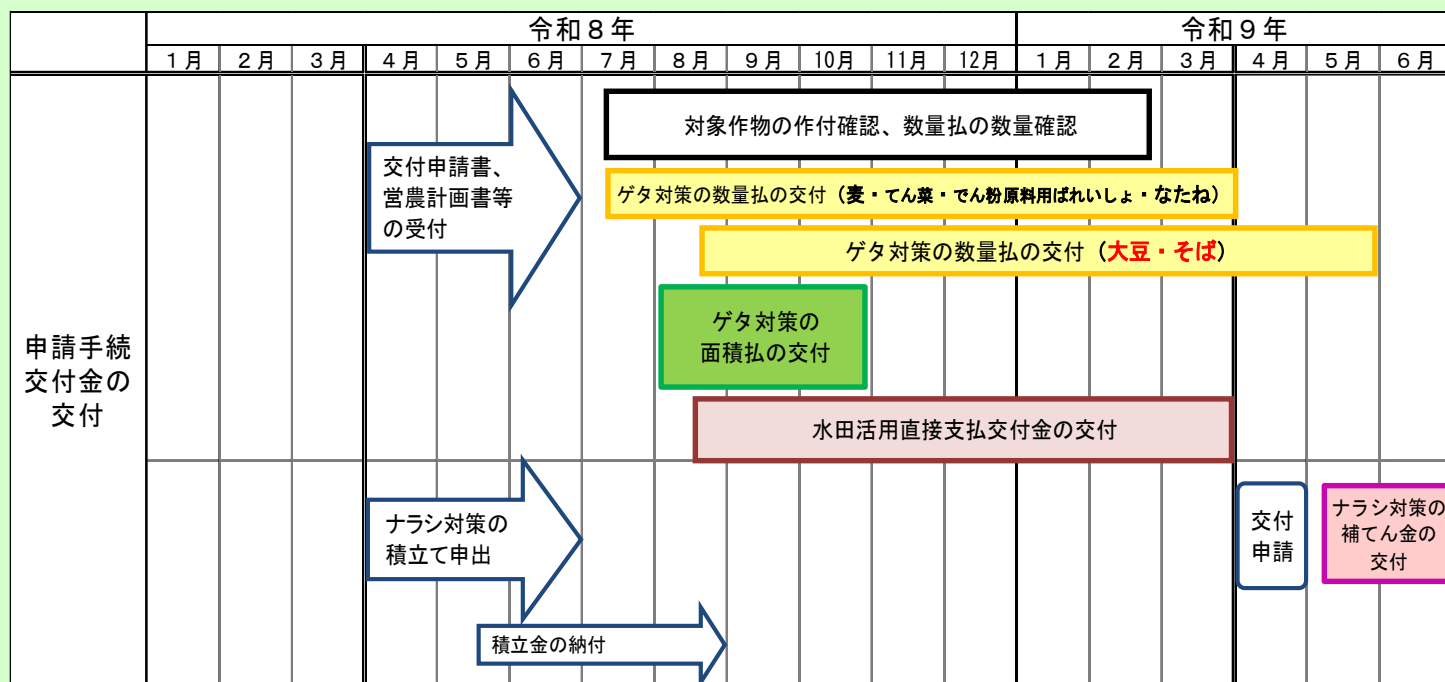 令和８年
令和９年
１月 ２月 ３月 ４月 ５月 ６月 ７月 ８月 ９月 10月 11月 12月 １月 ２月 ３月 ４月 ５月 ６月
申請手続
交付金の
交付
交付申請書、
営農計画書等
の受付
対象作物の作付確認、数量払の数量確認
ゲタ対策の数量払の交付（麦・てん菜・でん粉原料用ばれいしょ・なたね）
ゲタ対策の数量払の交付（大豆・そば）
ゲタ対策の
面積払の交付
水田活用直接支払交付金の交付
ナラシ対策の
積立て申出
積立金の納付
交付
申請
ナラシ対策の
補てん金の
交付